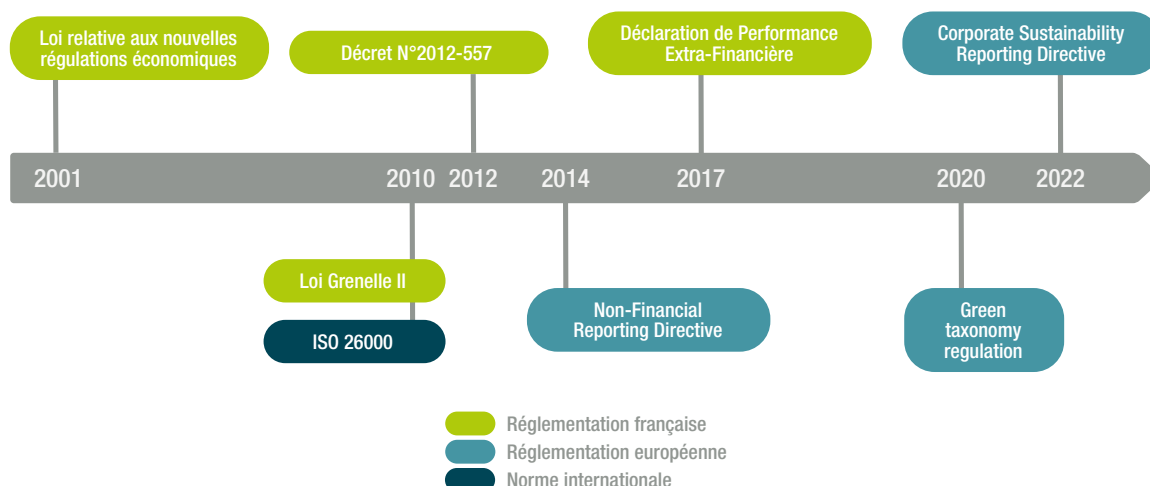 Loi relative aux nouvelles
régulations économiques
Décret N°2012-557
Déclaration de Performance
Extra-Financière
Corporate Sustainability
Reporting Directive
2001
2010
2012
2014
2017
2020
2022
Loi Grenelle II
ISO 26000
Non-Financial
Reporting Directive
Green
taxonomy
regulation
Réglementation française
Réglementation européenne
Norme internationale